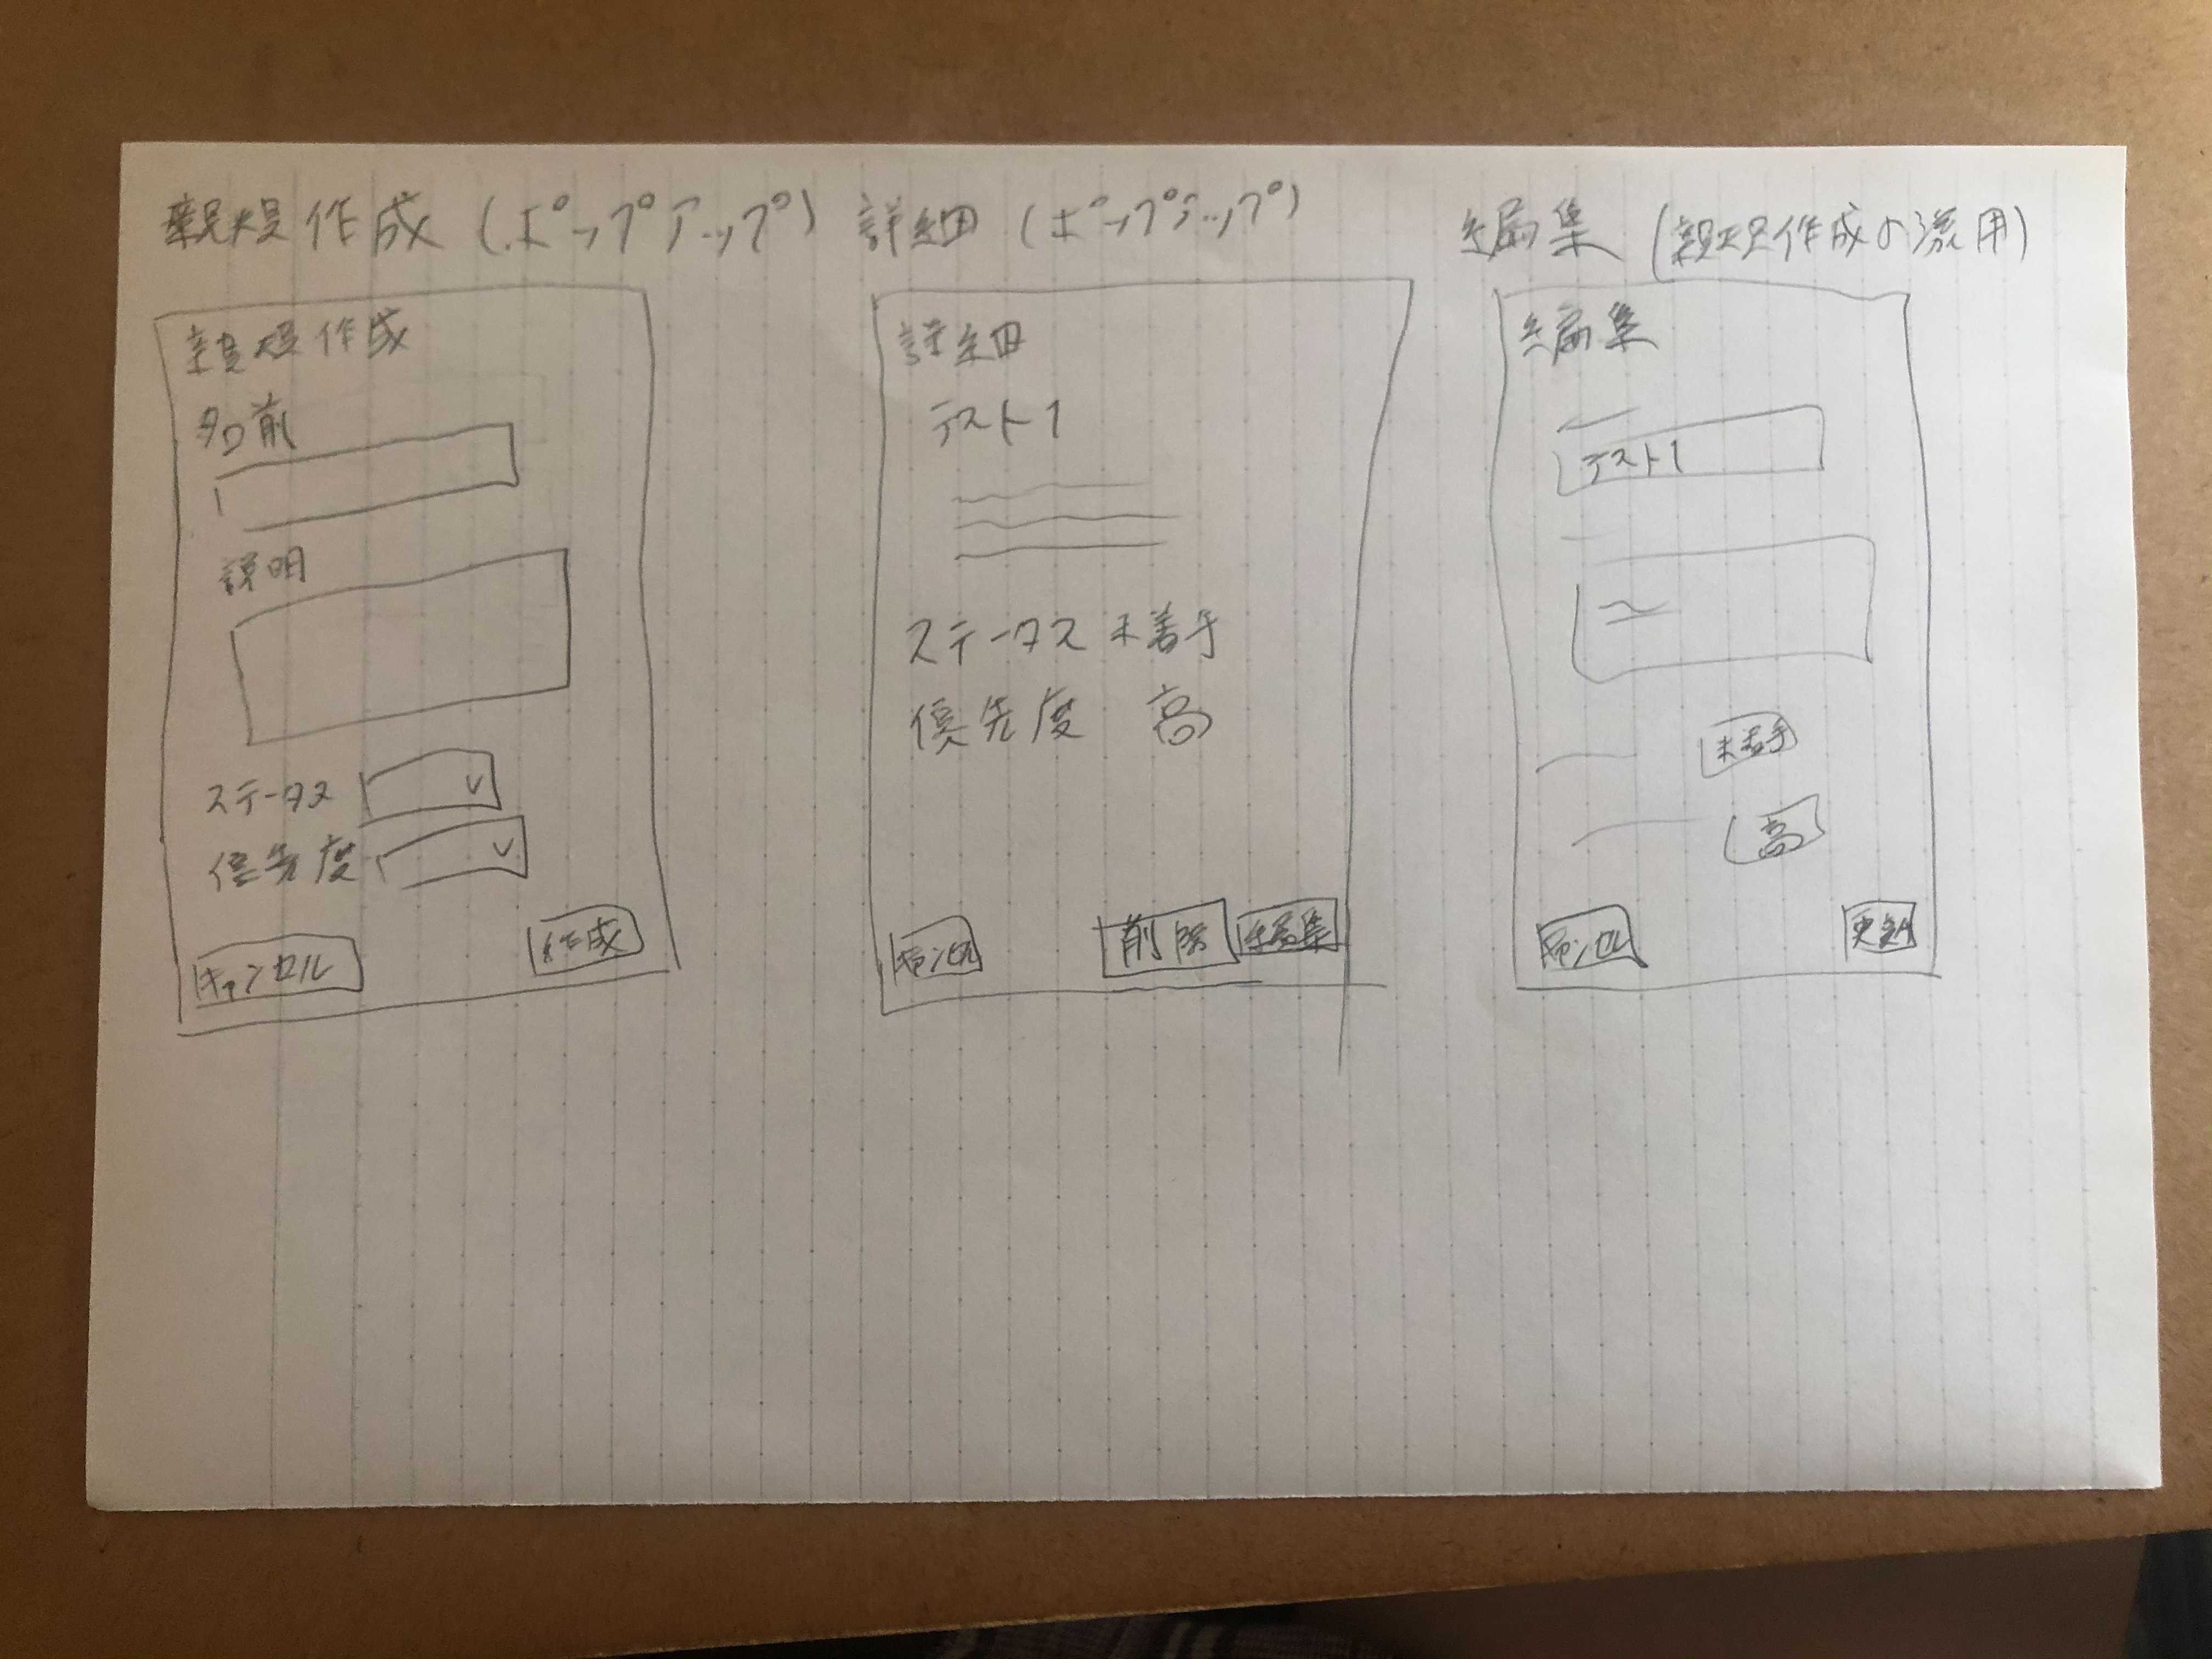 新規作成 (ポップアップ)
詳細 (ポップアップ)
編集 (新規作成の流用)
新規作成
名前
説明
ステータス
優先度
キャンセル
作成
詳細
テスト1
ステータス 未着手
優先度 高
キャンセル
削除
編集
編集
テスト1
未着手
高
キャンセル
更新